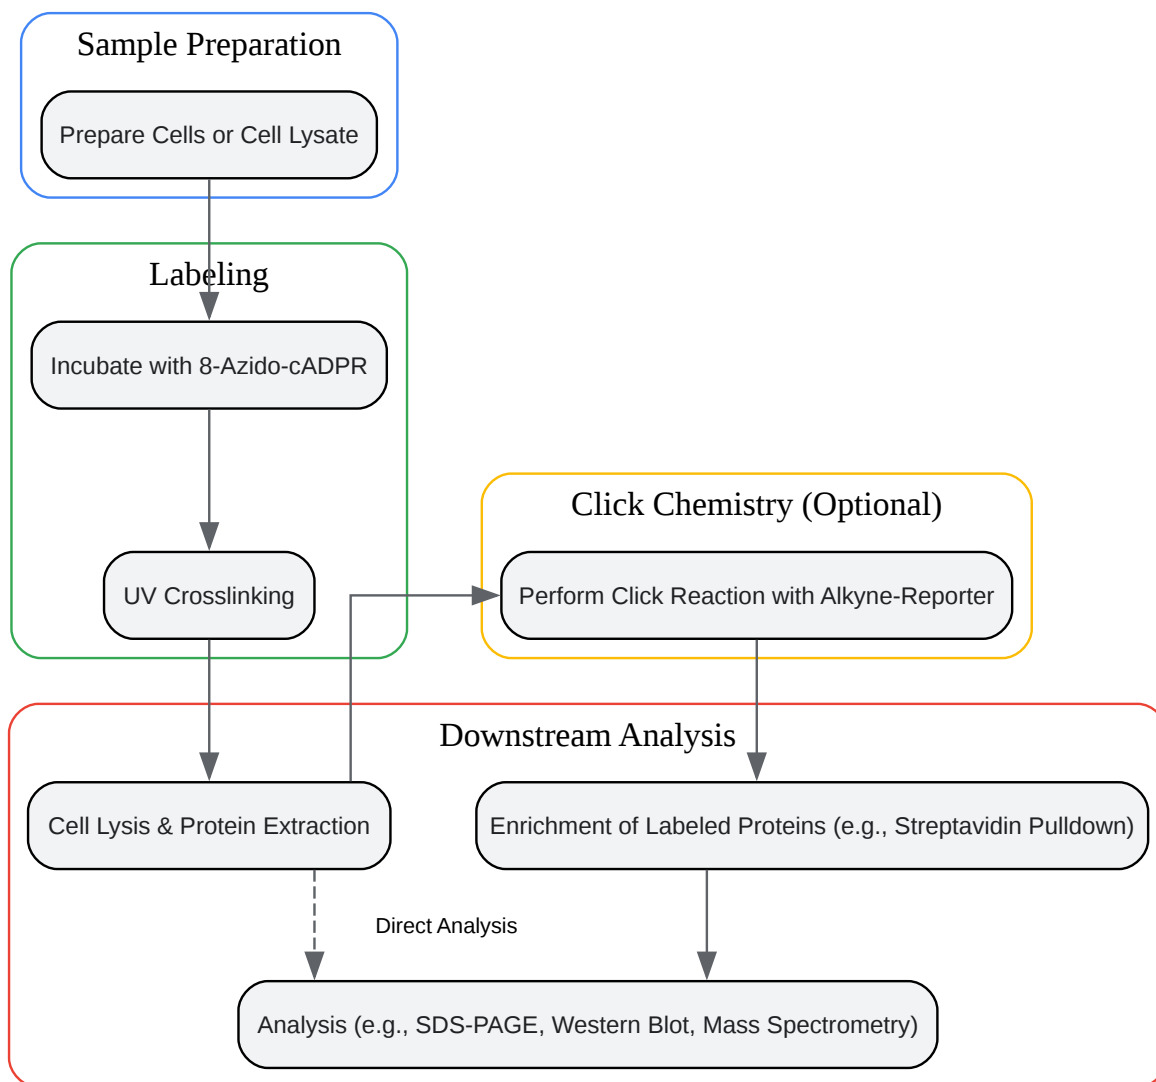 Sample Preparation
Prepare Cells or Cell Lysate
Labeling
Incubate with 8-Azido-cADPR
UV Crosslinking
Click Chemistry (Optional)
Perform Click Reaction with Alkyne-Reporter
Downstream Analysis
Cell Lysis & Protein Extraction
Enrichment of Labeled Proteins (e.g., Streptavidin Pulldown)
Direct Analysis
Analysis (e.g., SDS-PAGE, Western Blot, Mass Spectrometry)